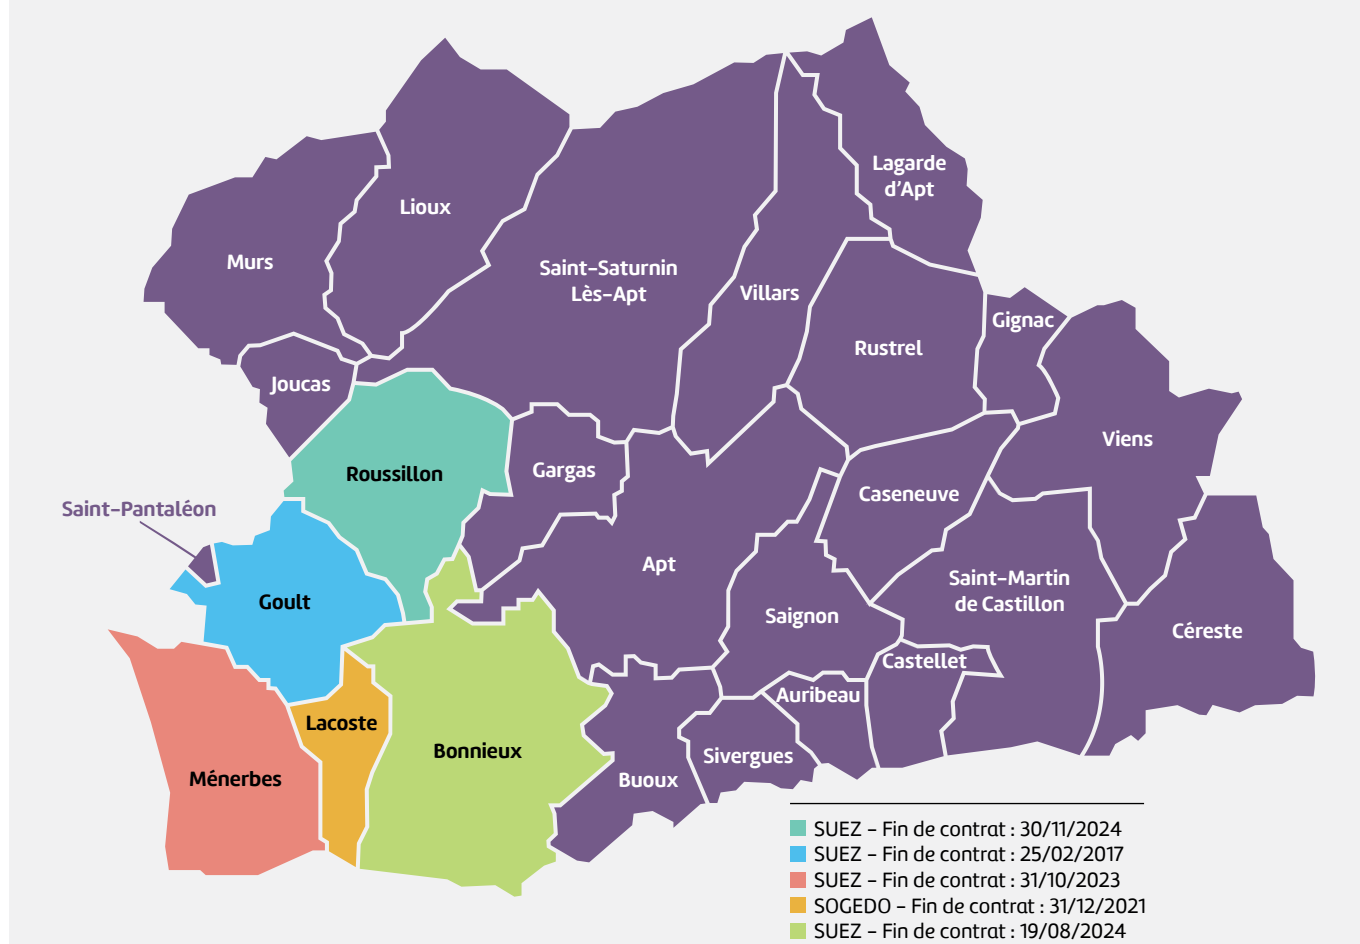 Lagarde
d'Apt
Lioux
Murs
Saint-Saturnin
Lès-Apt
Villars
Gignac
Rustrel
Joucas
Viens
Roussillon
Gargas
Caseneuve
Saint-Pantaléon
Apt
Saint-Martin
de Castillon
Goult
Saignon
Céreste
Castellet
Auribeau
Lacoste
Bonnieux
Sivergues
Ménerbes
Buoux
SUEZ - Fin de contrat : 30/11/2024
SUEZ - Fin de contrat : 25/02/2017
SUEZ - Fin de contrat : 31/10/2023
SOGEDO - Fin de contrat : 31/12/2021
SUEZ - Fin de contrat : 19/08/2024